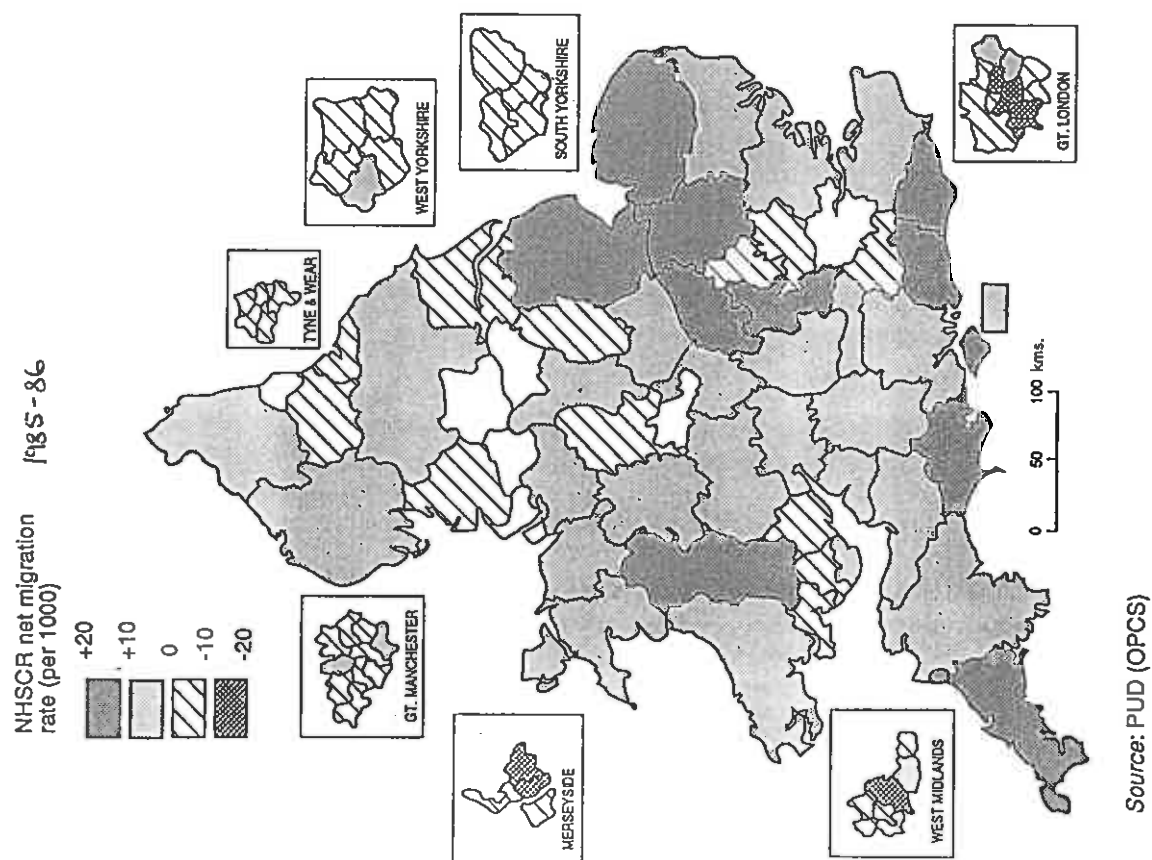 NHSCR net migration 1985-86
rate (per 1000)
+20
+10
0
-10
-20
TYNE & WEAR
WEST YORKSHIRE
SOUTH YORKSHIRE
GT. MANCHESTER
MERSEYSIDE
WEST MIDLANDS
GT. LONDON
0 50 100 kms.
Source: PUD (OPCS)